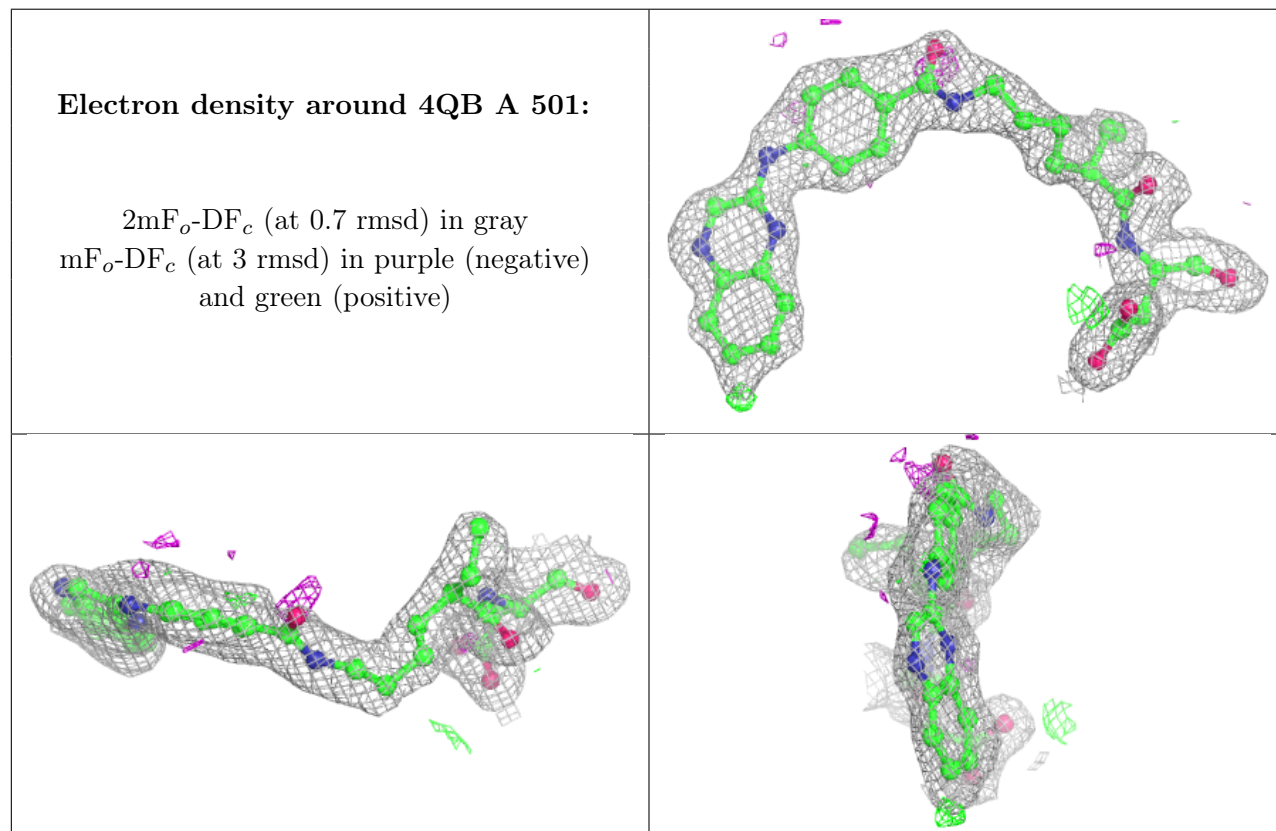 Electron density around 4QB A 501:
2mFo-DFc (at 0.7 rmsd) in gray
mFo-DFc (at 3 rmsd) in purple (negative)
and green (positive)